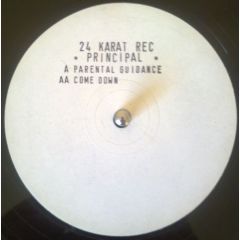 24 KARAT REC
• PRINCIPAL •
A PARENTAL GUIDANCE
AA COME DOWN